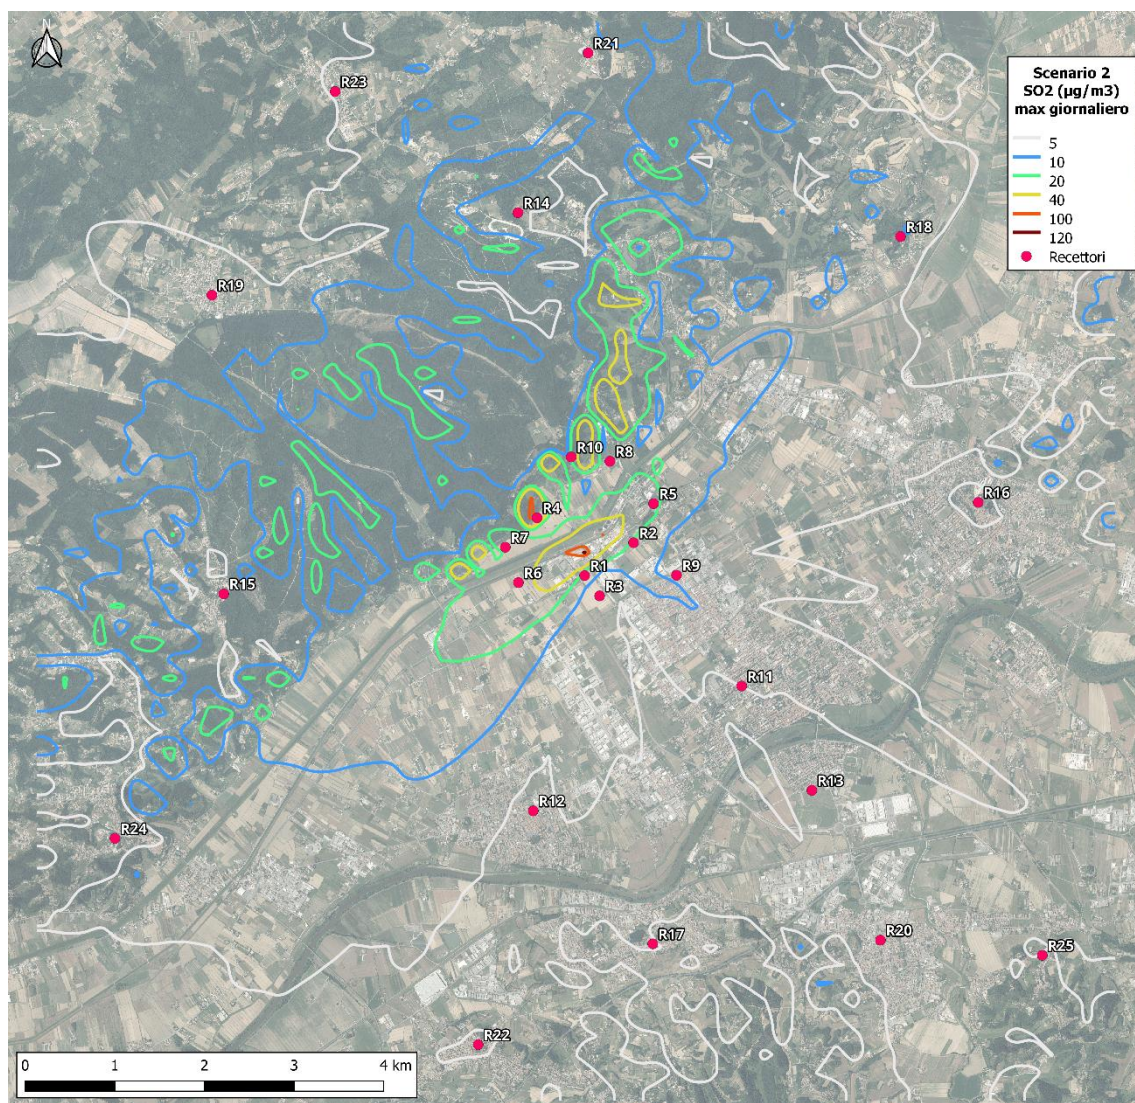 N
R21
R23
Scenario 2
SO2 (µg/m3)
max giornaliero
5
10
20
40
100
120
Recettori
R14
R18
R19
R10
R8
R16
R4
R5
R7
R2
R6
R1
R9
R15
R3
R11
R13
R12
R24
R17
R20
R25
R22
0 1 2 3 4 km